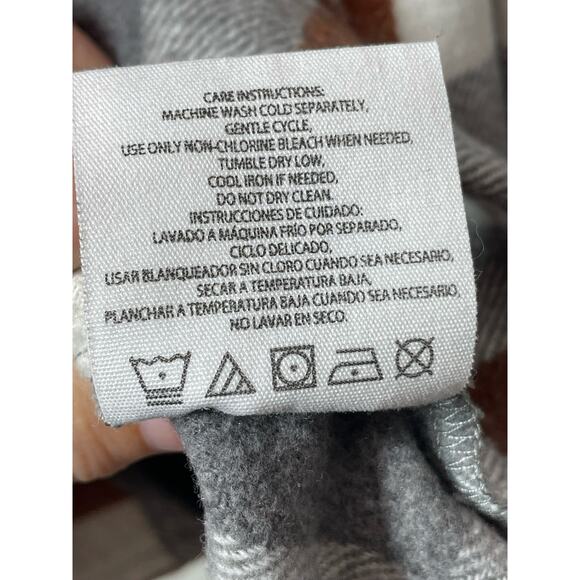 CARE INSTRUCTIONS:
MACHINE WASH COLD SEPARATELY,
GENTLE CYCLE,
USE ONLY NON-CHLORINE BLEACH WHEN NEEDED,
TUMBLE DRY LOW,
COOL IRON IF NEEDED,
DO NOT DRY CLEAN.
INSTRUCCIONES DE CUIDADO:
LAVADO A MÁQUINA FRÍO POR SEPARADO,
CICLO DELICADO,
USAR BLANQUEADOR SIN CLORO CUANDO SEA NECESARIO,
SECAR A TEMPERATURA BAJA,
PLANCHAR A TEMPERATURA BAJA CUANDO SEA NECESARIO,
NO LAVAR EN SECO.